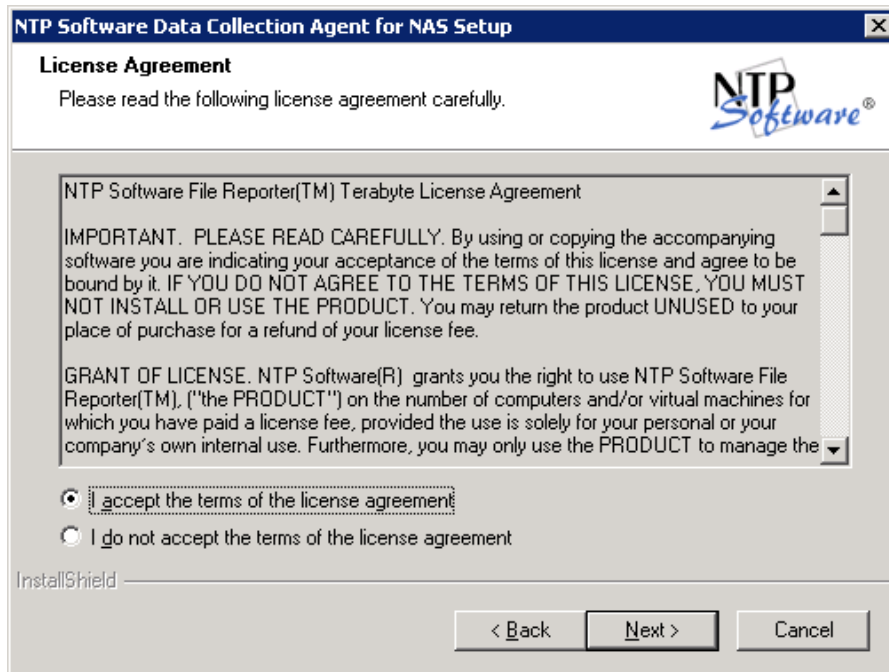 NTP Software Data Collection Agent for NAS Setup
License Agreement
Please read the following license agreement carefully.
NTP
Software®
NTP Software File Reporter(TM) Terabyte License Agreement
IMPORTANT.  PLEASE READ CAREFULLY. By using or copying the accompanying
software you are indicating your acceptance of the terms of this license and agree to be
bound by it. IF YOU DO NOT AGREE TO THE TERMS OF THIS LICENSE, YOU MUST
NOT INSTALL OR USE THE PRODUCT. You may return the product UNUSED to your
place of purchase for a refund of your license fee.
GRANT OF LICENSE. NTP Software(R)  grants you the right to use NTP Software File
Reporter(TM), ("the PRODUCT") on the number of computers and/or virtual machines for
which you have paid a license fee, provided the use is solely for your personal or your
company's own internal use. Furthermore, you may only use the PRODUCT to manage the
I accept the terms of the license agreement
I do not accept the terms of the license agreement
InstallShield
< Back
Next >
Cancel